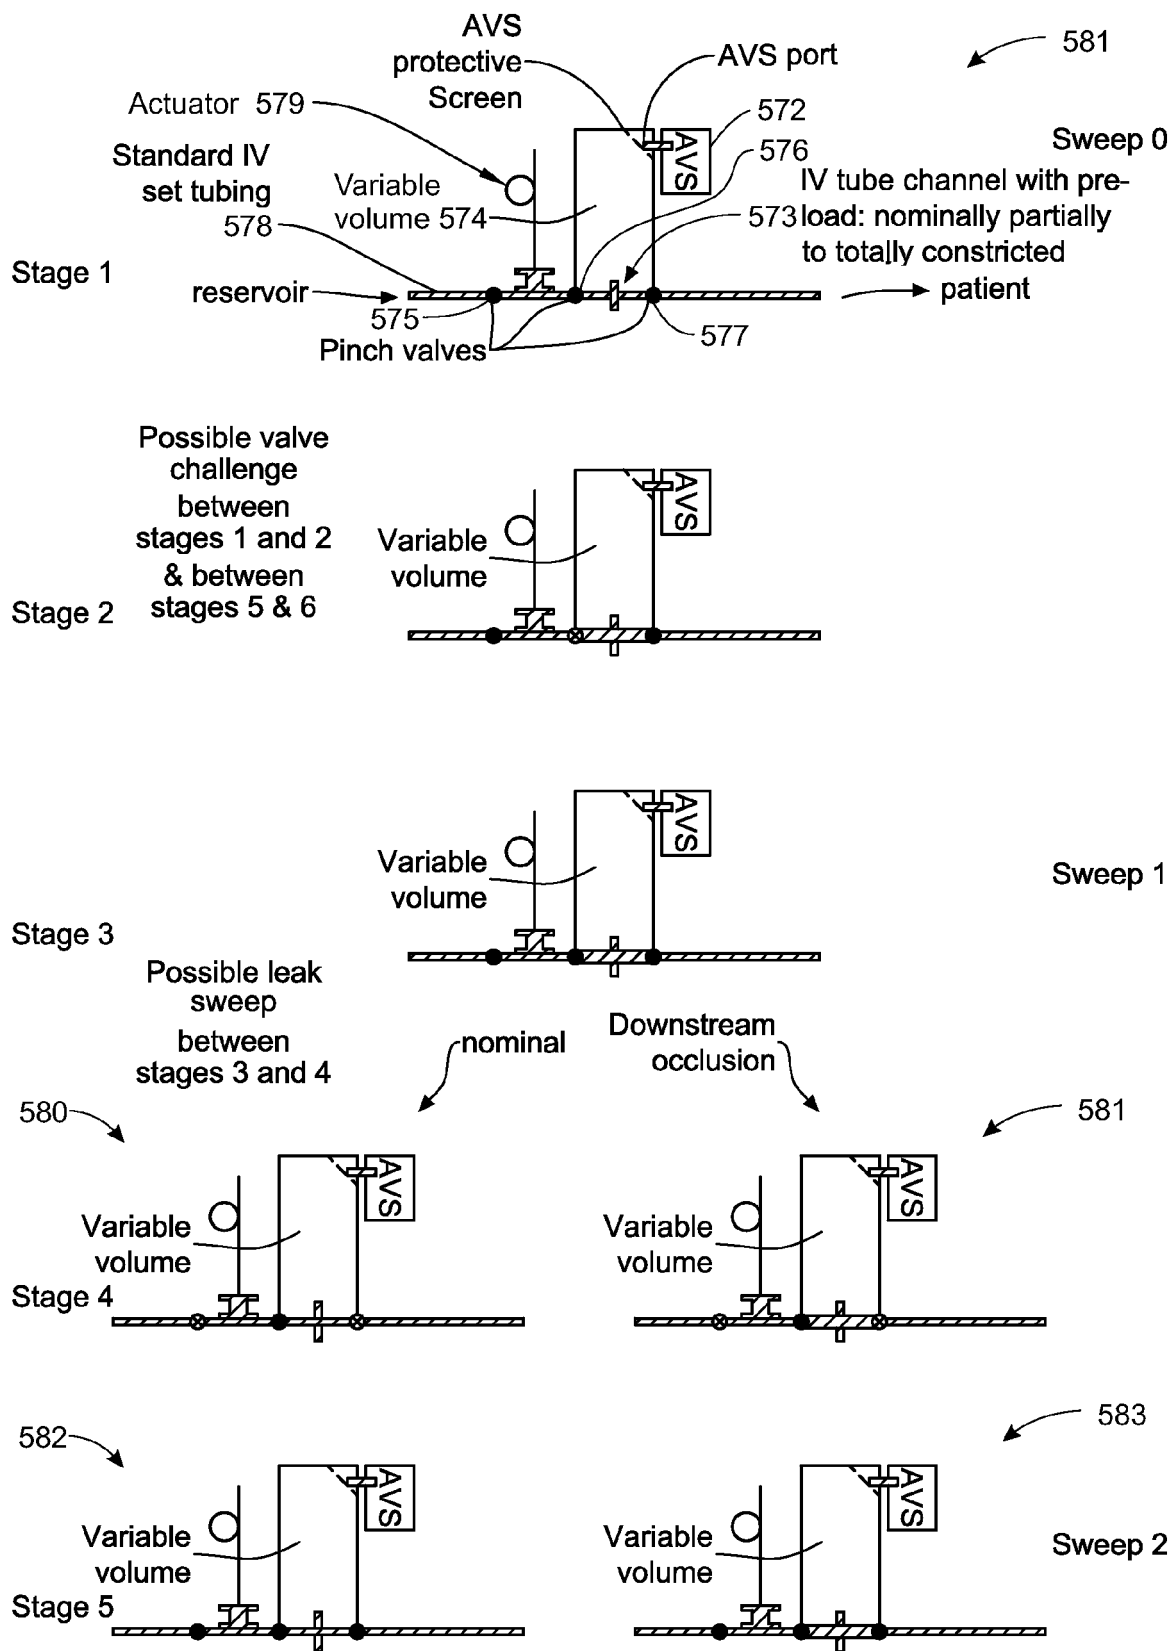 AVS
protective
Screen
AVS port
581
Actuator 579
572
Sweep 0
Standard IV
set tubing
578
Variable
volume 574
AVS
576
573
IV tube channel with pre-
load: nominally partially
to totally constricted
Stage 1
reservoir
patient
575
577
Pinch valves
Possible valve
challenge
between
stages 1 and 2
& between
stages 5 & 6
Variable
volume
AVS
Stage 2
Variable
volume
AVS
Sweep 1
Stage 3
Possible leak
sweep
between
stages 3 and 4
nominal
Downstream
occlusion
580
581
Variable
volume
AVS
Variable
volume
AVS
Stage 4
582
583
Variable
volume
AVS
Variable
volume
AVS
Sweep 2
Stage 5